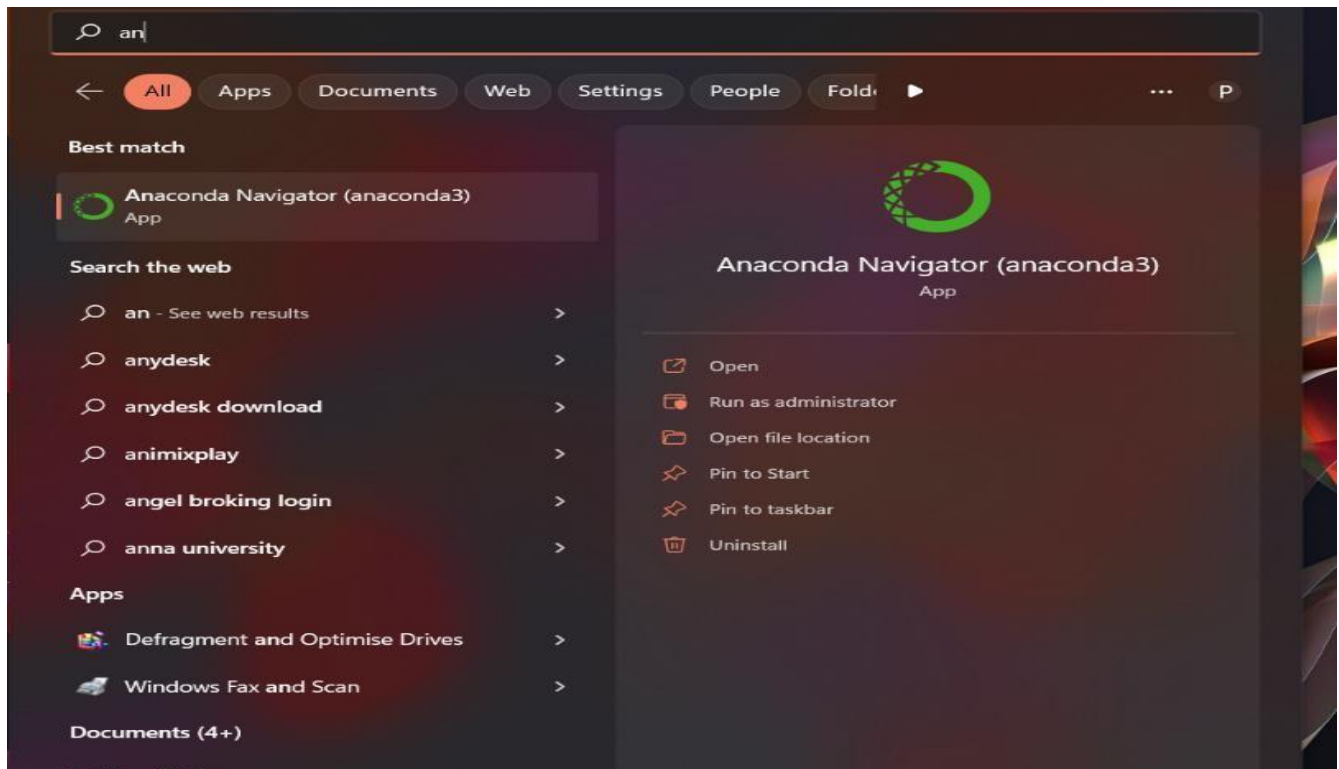 an
All Apps Documents Web Settings People Fold
P
Best match
Anaconda Navigator (anaconda3)
App
Search the web
an - See web results
anydesk
anydesk download
animixplay
angel broking login
anna university
Apps
Defragment and Optimise Drives
Windows Fax and Scan
Documents (4+)
Anaconda Navigator (anaconda3)
App
Open
Run as administrator
Open file location
Pin to Start
Pin to taskbar
Uninstall